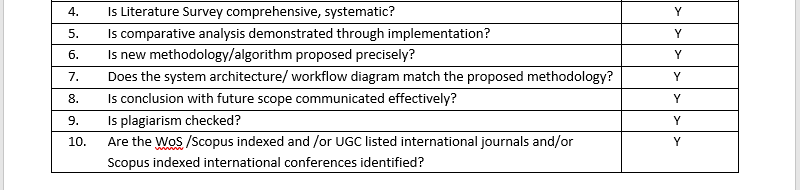 4. Is Literature Survey comprehensive, systematic? Y
5. Is comparative analysis demonstrated through implementation? Y
6. Is new methodology/algorithm proposed precisely? Y
7. Does the system architecture/ workflow diagram match the proposed methodology? Y
8. Is conclusion with future scope communicated effectively? Y
9. Is plagiarism checked? Y
10. Are the WoS /Scopus indexed and /or UGC listed international journals and/or Y
Scopus indexed international conferences identified?